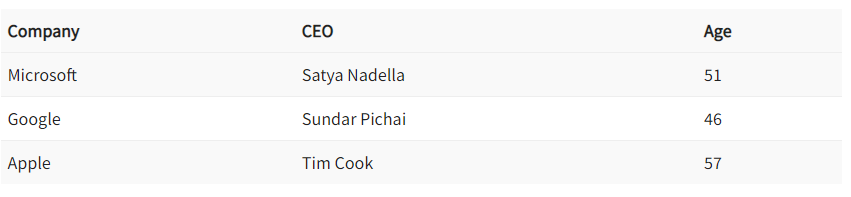 Company CEO Age
Microsoft Satya Nadella 51
Google Sundar Pichai 46
Apple Tim Cook 57